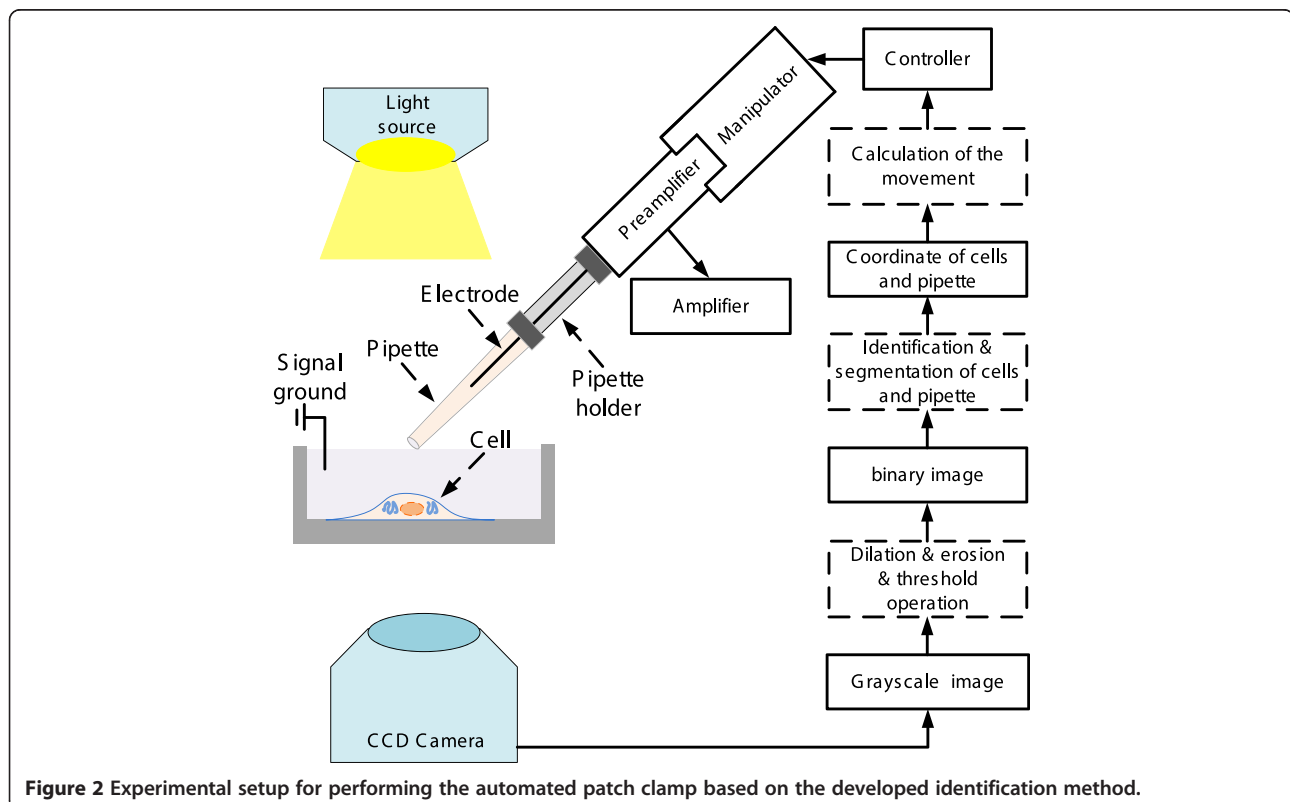 Light
source
Manipulator
Preamplifier
Controller
Calculation of the
movement
Coordinate of cells
and pipette
Amplifier
Identification &
segmentation of cells
and pipette
Electrode
Pipette
Pipette
holder
Signal
ground
Cell
binary image
Dilation & erosion
& threshold
operation
Grayscale image
CCD Camera
Figure 2 Experimental setup for performing the automated patch clamp based on the developed identification method.